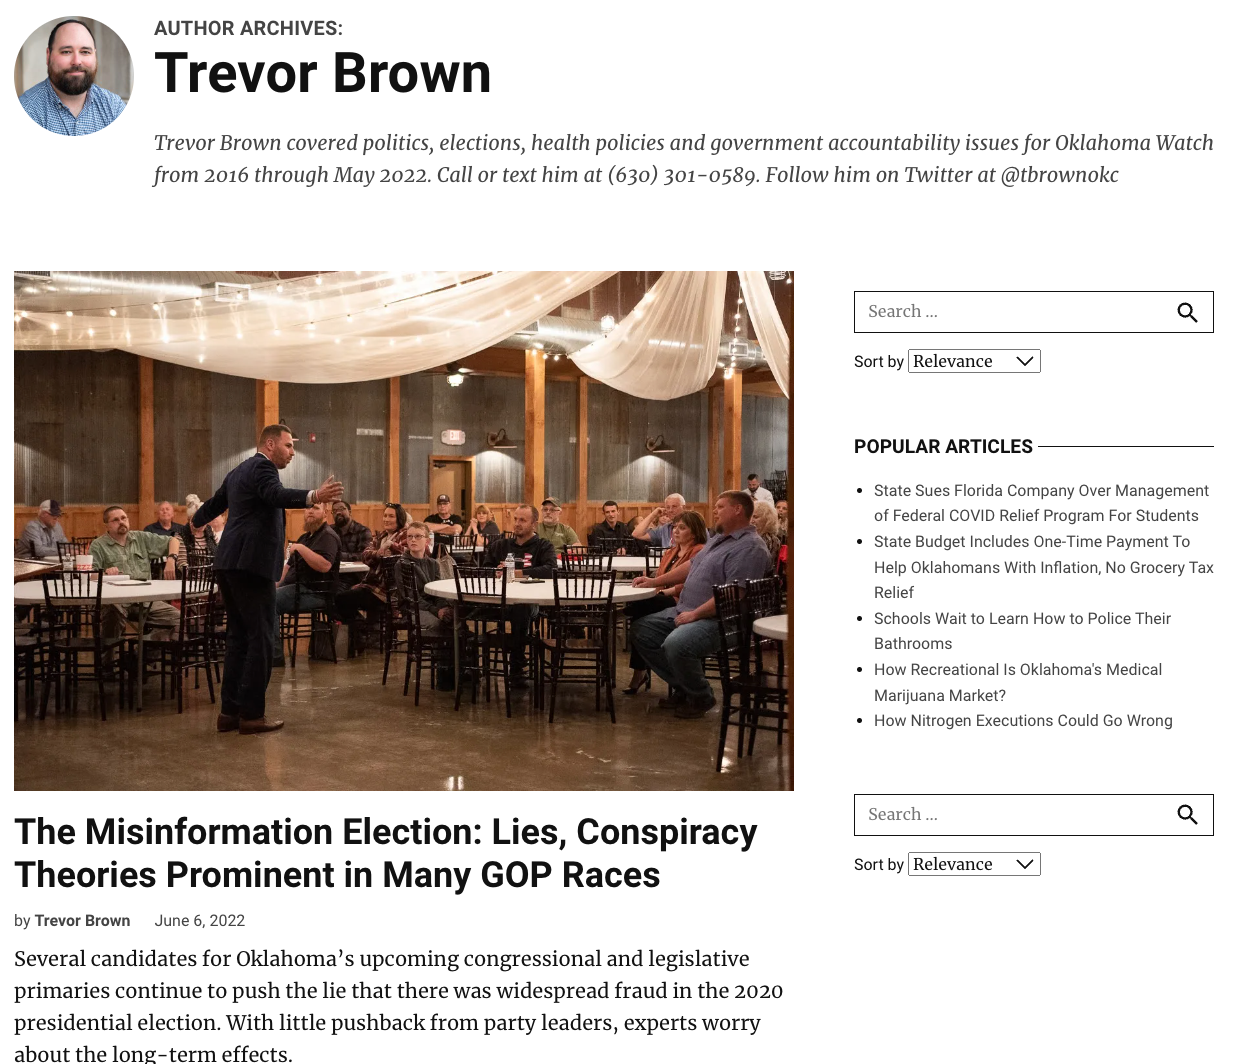 AUTHOR ARCHIVES:
Trevor Brown
Trevor Brown covered politics, elections, health policies and government accountability issues for Oklahoma Watch
from 2016 through May 2022. Call or text him at (630) 301-0589. Follow him on Twitter at @tbrownokc
The Misinformation Election: Lies, Conspiracy
Theories Prominent in Many GOP Races
by Trevor Brown June 6, 2022
Several candidates for Oklahoma’s upcoming congressional and legislative
primaries continue to push the lie that there was widespread fraud in the 2020
presidential election. With little pushback from party leaders, experts worry
about the long-term effects.
Search ...
Sort by Relevance
POPULAR ARTICLES
State Sues Florida Company Over Management
of Federal COVID Relief Program For Students
State Budget Includes One-Time Payment To
Help Oklahomans With Inflation, No Grocery Tax
Relief
Schools Wait to Learn How to Police Their
Bathrooms
How Recreational Is Oklahoma's Medical
Marijuana Market?
How Nitrogen Executions Could Go Wrong
Search ...
Sort by Relevance